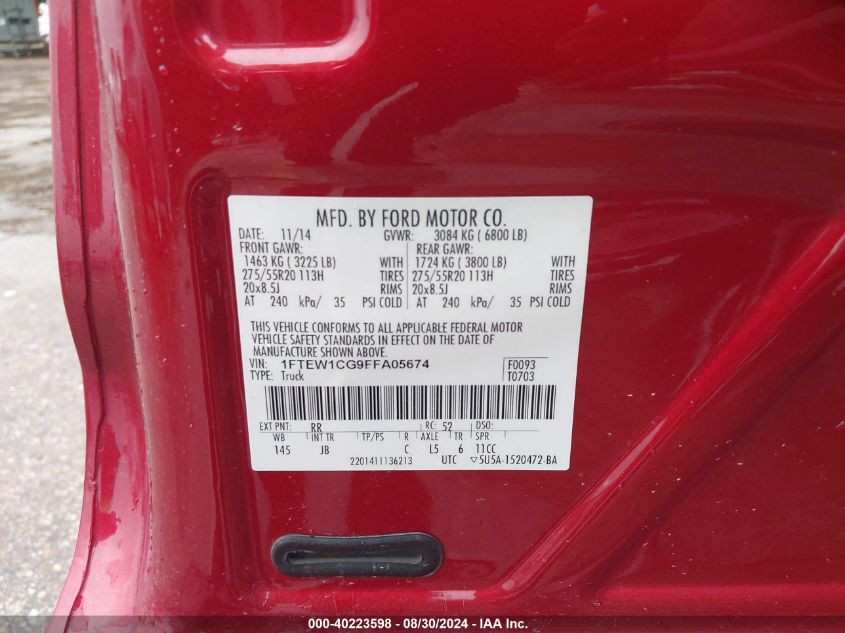 MFD. BY FORD MOTOR CO.
DATE: 11/14 GVWR: 3084 KG ( 6800 LB)
FRONT GAWR: REAR GAWR:
1463 KG ( 3225 LB) WITH 1724 KG ( 3800 LB) WITH
275/55R20 113H TIRES 275/55R20 113H TIRES
20x8.5J RIMS 20x8.5J RIMS
AT 240 kPa/ 35 PSI COLD AT 240 kPa/ 35 PSI COLD
THIS VEHICLE CONFORMS TO ALL APPLICABLE FEDERAL MOTOR
VEHICLE SAFETY STANDARDS IN EFFECT ON THE DATE OF
MANUFACTURE SHOWN ABOVE.
VIN: 1FTEW1CG9FFA05674 F0093
TYPE: Truck T0703
EXT PNT: RR RC: 52 DSO:
WB INT TR TP/PS R AXLE TR SPR
145 JB C L5 6 11CC
2201411136213 UTC ▽5U5A-1520472-BA
000-40223598 - 08/30/2024 - IAAI.com